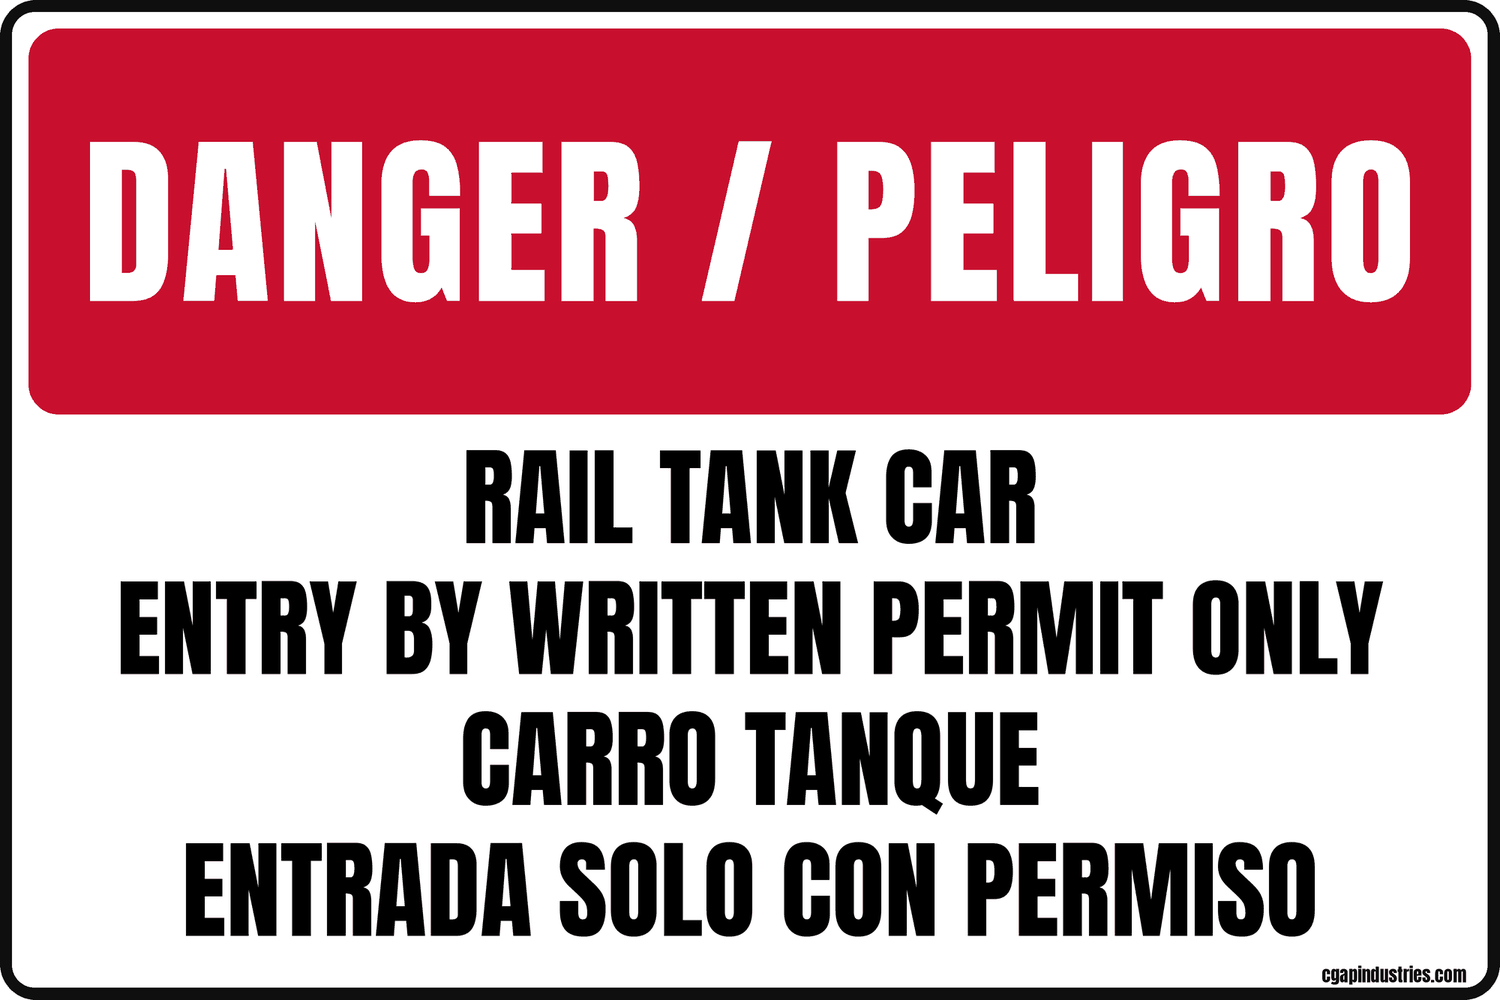 DANGER / PELIGRO
RAIL TANK CAR
ENTRY BY WRITTEN PERMIT ONLY
CARRO TANQUE
ENTRADA SOLO CON PERMISO
cgapindustries.com